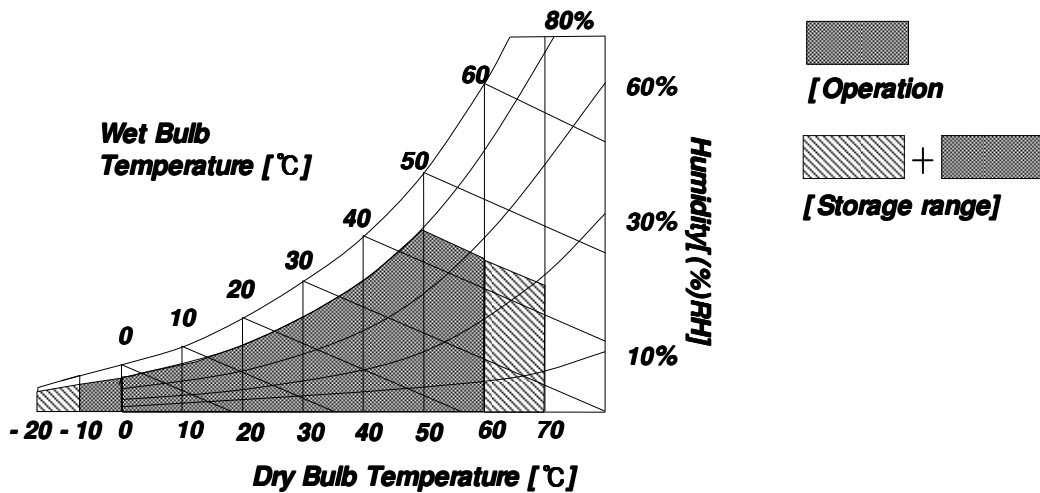 80%
60
60%
[ Operation
Wet Bulb
Temperature [℃]
50
[ Storage range]
40
30%
Humidity[(%)RH]
30
20
10
0
10%
- 20 - 10 0 10 20 30 40 50 60 70
Dry Bulb Temperature [℃]